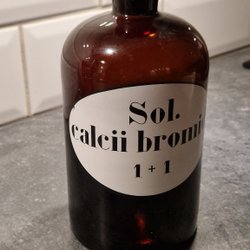 Sol.
calcii bromi
1 + 1